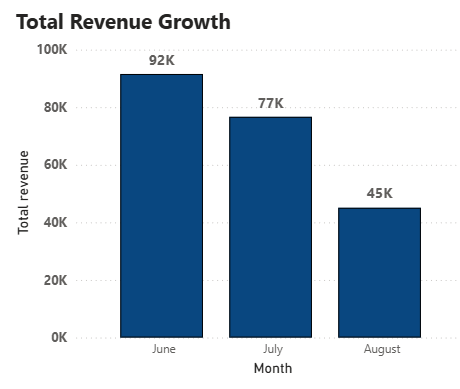 Total Revenue Growth
100K
80K
60K
40K
20K
0K
Total revenue
92K
77K
45K
June
July
August
Month